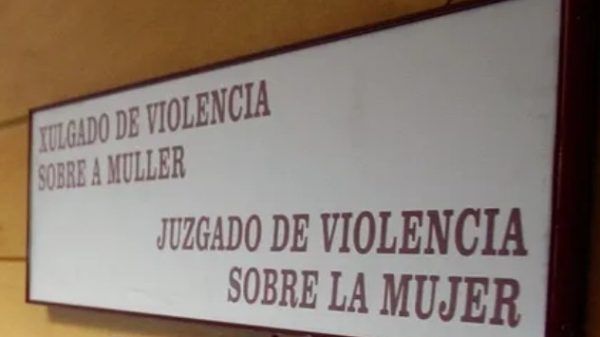 XULGADO DE VIOLENCIA
SOBRE A MULLER
JUZGADO DE VIOLENCIA
SOBRE LA MUJER